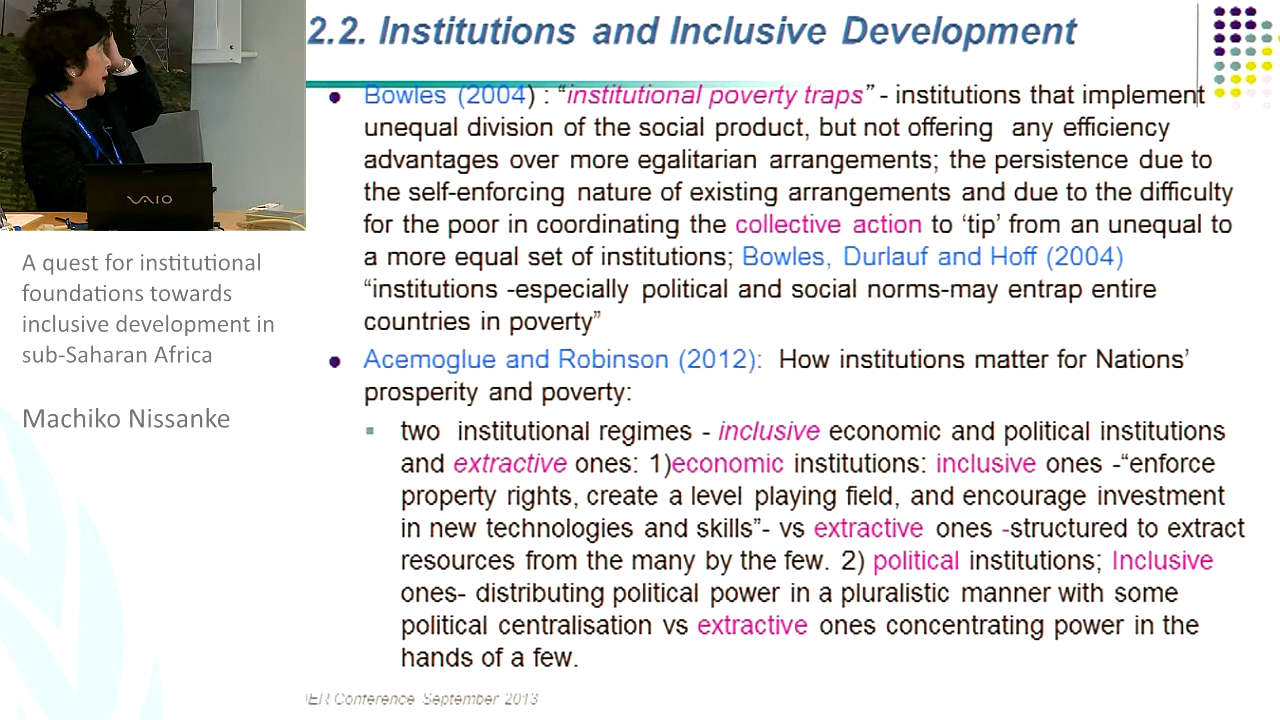 2.2. Institutions and Inclusive Development
Bowles (2004) : “institutional poverty traps” - institutions that implement
unequal division of the social product, but not offering any efficiency
advantages over more egalitarian arrangements; the persistence due to
the self-enforcing nature of existing arrangements and due to the difficulty
for the poor in coordinating the collective action to ‘tip’ from an unequal to
a more equal set of institutions; Bowles, Durlauf and Hoff (2004)
“institutions -especially political and social norms-may entrap entire
countries in poverty”
Acemoglue and Robinson (2012): How institutions matter for Nations’
prosperity and poverty:
two institutional regimes - inclusive economic and political institutions
and extractive ones: 1)economic institutions: inclusive ones -“enforce
property rights, create a level playing field, and encourage investment
in new technologies and skills”- vs extractive ones -structured to extract
resources from the many by the few. 2) political institutions; Inclusive
ones- distributing political power in a pluralistic manner with some
political centralisation vs extractive ones concentrating power in the
hands of a few.
Conference September 2013
VAIO
A quest for institutional
foundations towards
inclusive development in
sub-Saharan Africa
Machiko Nissanke